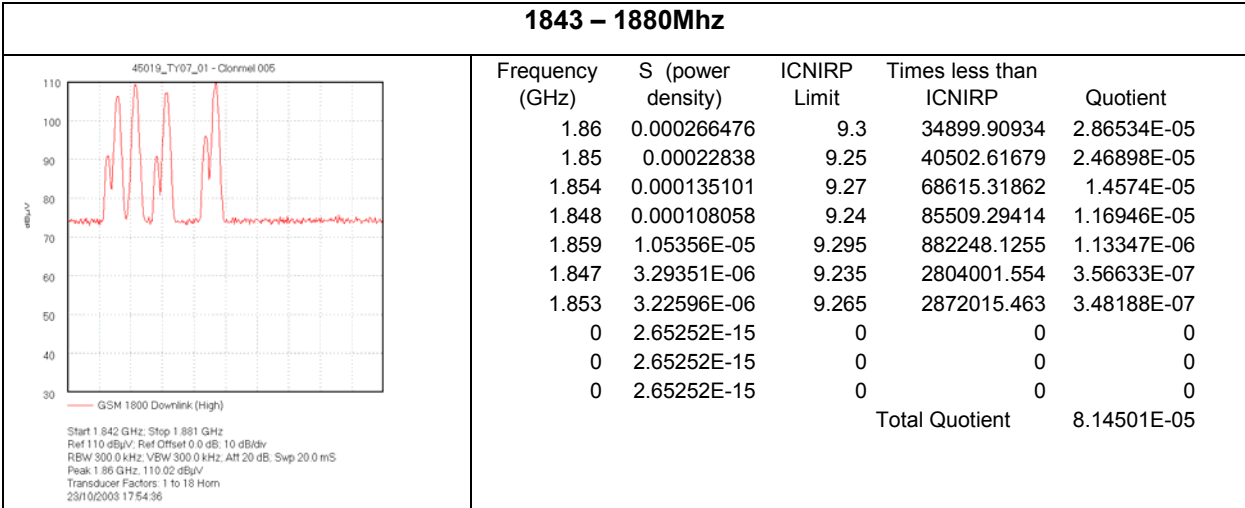 1843 – 1880Mhz
45019_TY07_01 - Clonmel 005
110
100
90
80
70
60
50
40
30
dBµV
GSM 1800 Downlink (High)
Start 1.842 GHz; Stop 1.881 GHz
Ref 110 dBµV; Ref Offset 0.0 dB; 10 dB/div
RBW 300.0 kHz; VBW 300.0 kHz; Att 20 dB; Swp 20.0 mS
Peak 1.86 GHz, 110.02 dBµV
Transducer Factors: 1 to 18 Horn
23/10/2003 17:54:36
Frequency S (power ICNIRP Times less than
(GHz) density) Limit ICNIRP Quotient
1.86 0.000266476 9.3 34899.90934 2.86534E-05
1.85 0.00022838 9.25 40502.61679 2.46898E-05
1.854 0.000135101 9.27 68615.31862 1.4574E-05
1.848 0.000108058 9.24 85509.29414 1.16946E-05
1.859 1.05356E-05 9.295 882248.1255 1.13347E-06
1.847 3.29351E-06 9.235 2804001.554 3.56633E-07
1.853 3.22596E-06 9.265 2872015.463 3.48188E-07
0 2.65252E-15 0 0 0
0 2.65252E-15 0 0 0
0 2.65252E-15 0 0 0
Total Quotient 8.14501E-05